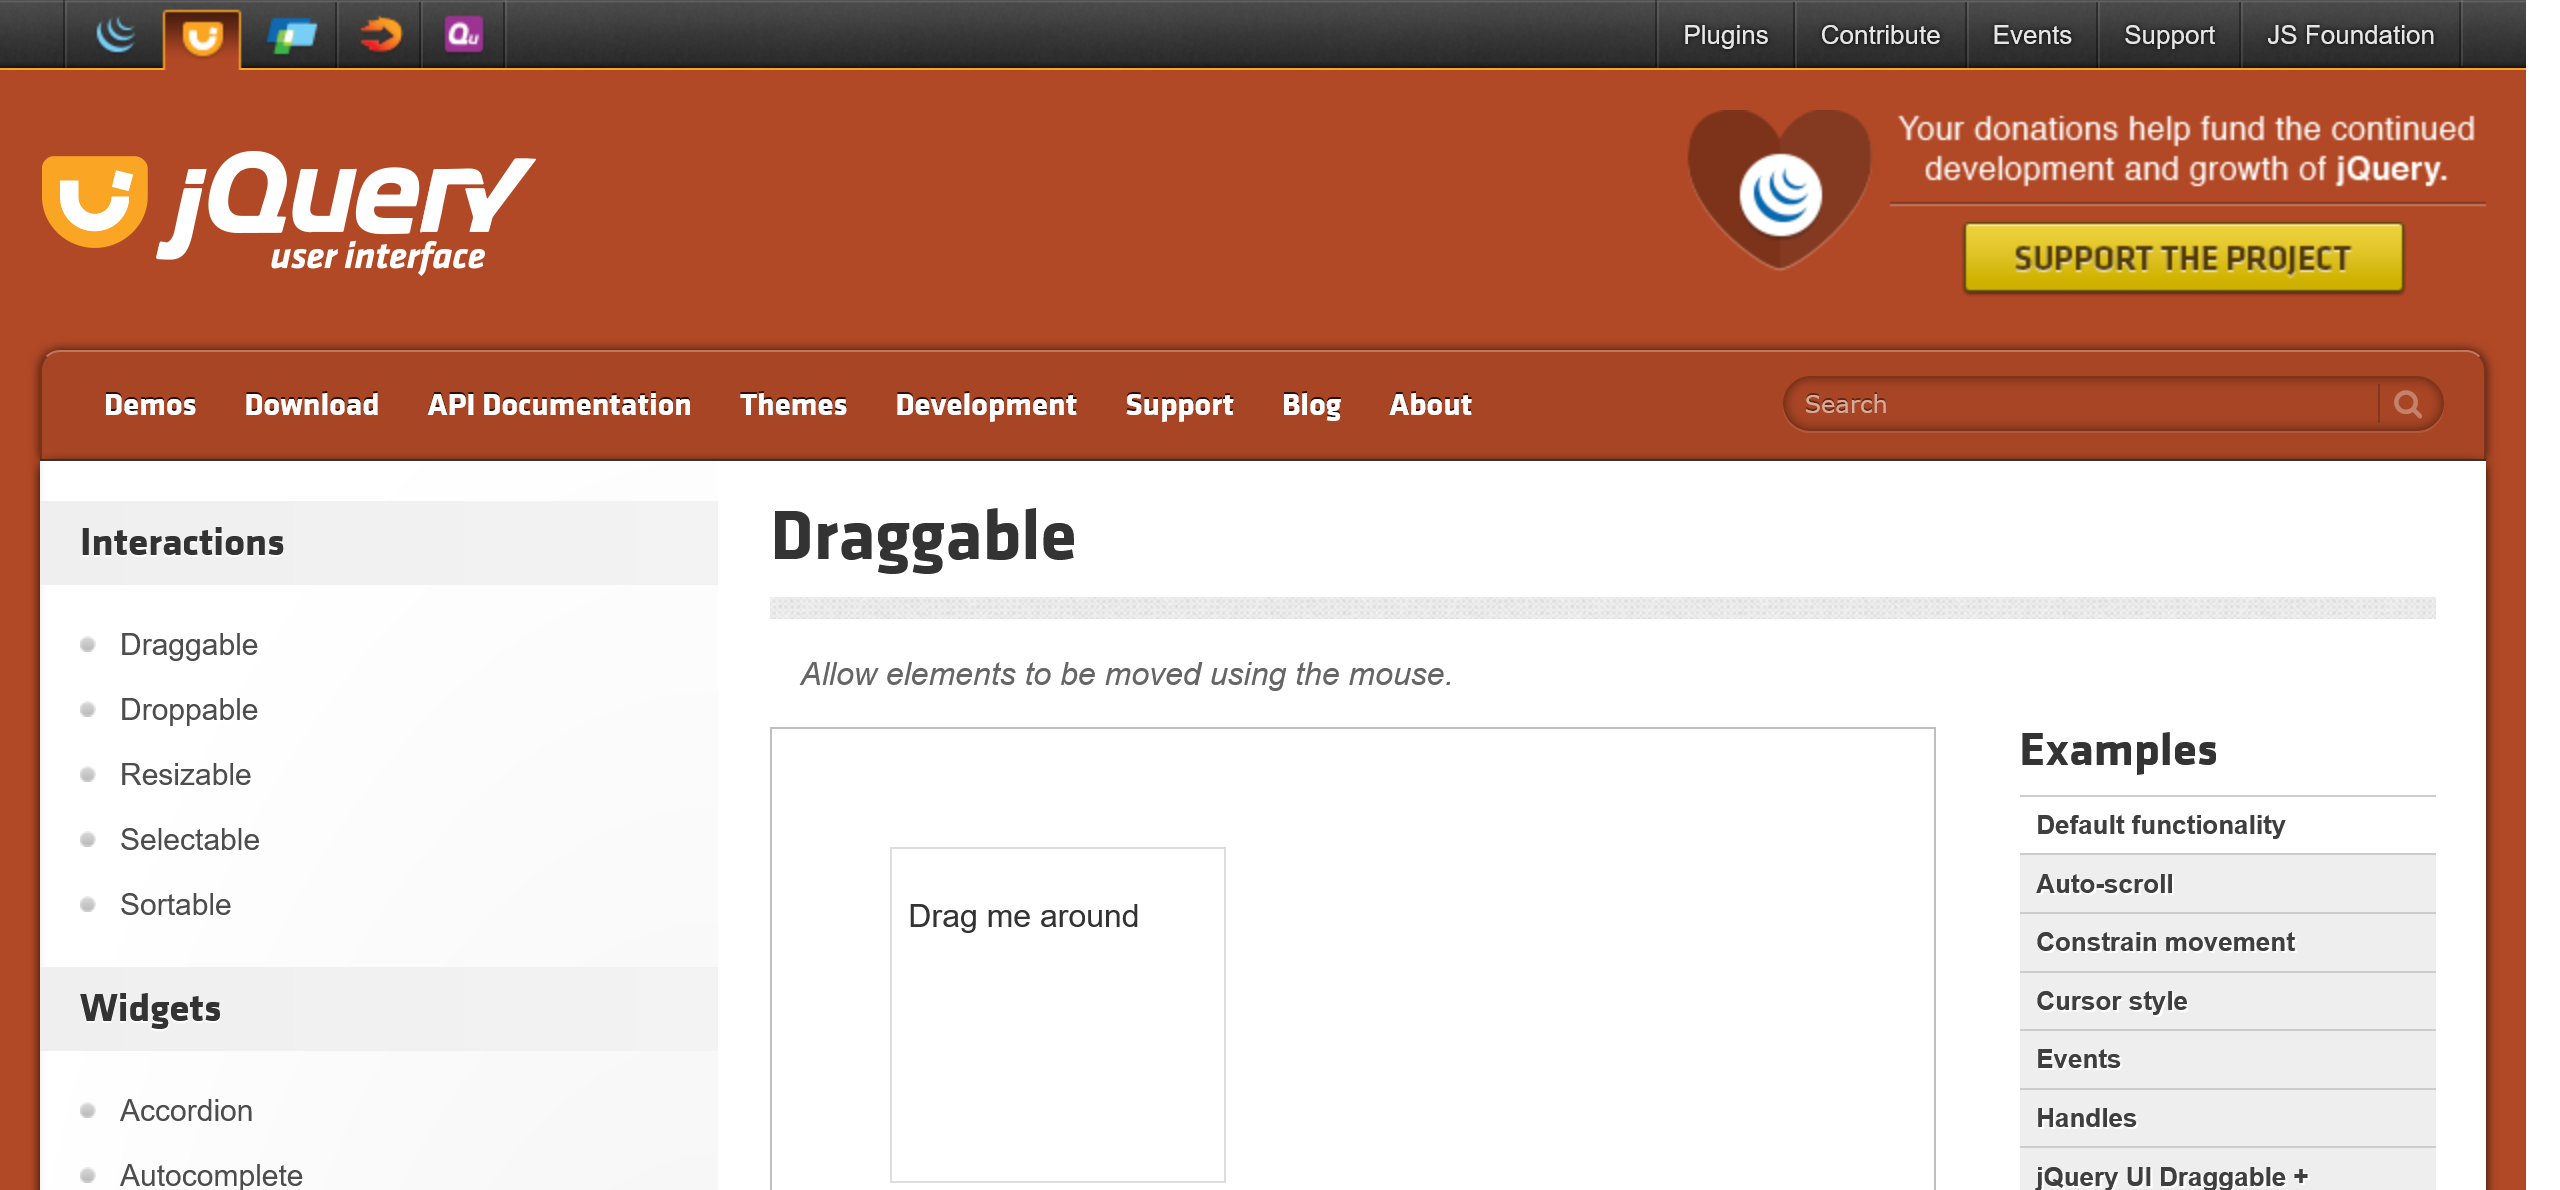 Qu
Plugins
Contribute
Events
Support
JS Foundation
jQuery
user interface
Your donations help fund the continued
development and growth of jQuery.
SUPPORT THE PROJECT
Demos
Download
API Documentation
Themes
Development
Support
Blog
About
Search
Interactions
Draggable
Droppable
Resizable
Selectable
Sortable
Widgets
Accordion
Autocomplete
Draggable
Allow elements to be moved using the mouse.
Drag me around
Examples
Default functionality
Auto-scroll
Constrain movement
Cursor style
Events
Handles
jQuery UI Draggable +